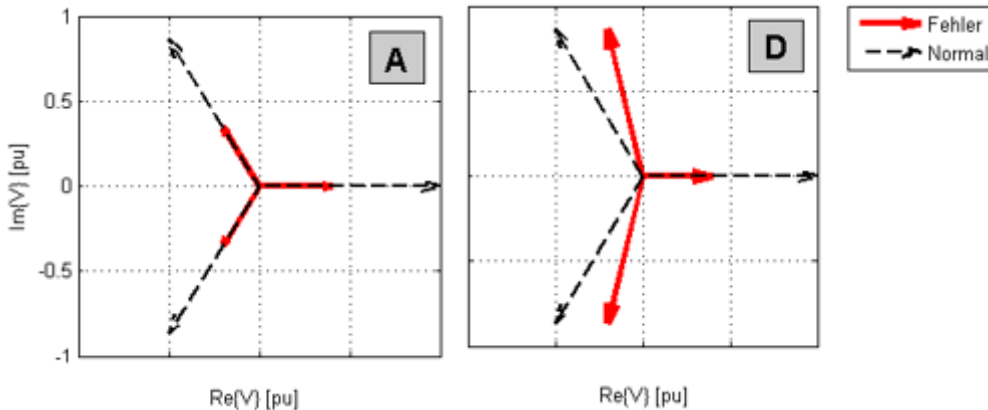 1
0.5
0
-0.5
-1
Im{V} [pu]
A
Re{V} [pu]
D
Re{V} [pu]
Fehler
Normal